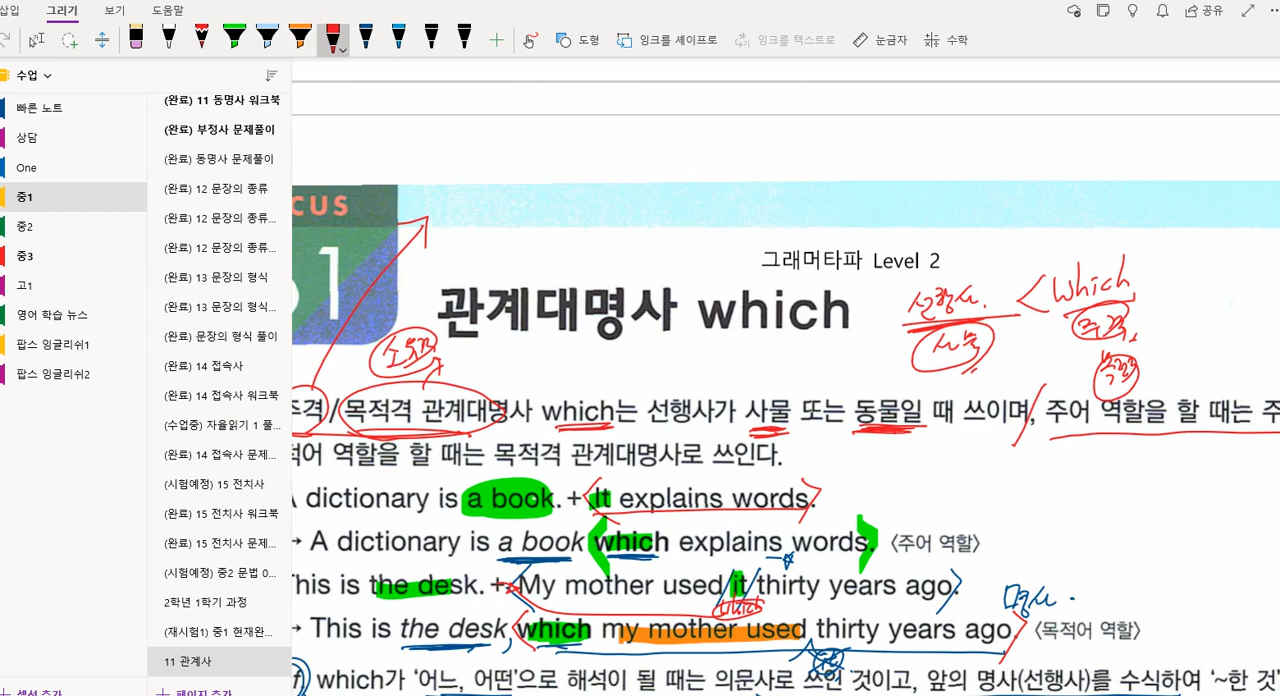 삽입 그리기 보기 도움말 공유
도형 잉크를 셰이프로 잉크를 텍스트로 눈금자 수학
수업
빠른 노트
상담
One
중1
중2
중3
고1
영어 학습 뉴스
팝스 잉글리쉬1
팝스 잉글리쉬2
섹션 추가
(완료) 11 동명사 워크북
(완료) 부정사 문제풀이
(완료) 동명사 문제풀이
(완료) 12 문장의 종류
(완료) 12 문장의 종류...
(완료) 12 문장의 종류...
(완료) 13 문장의 형식
(완료) 13 문장의 형식...
(완료) 문장의 형식 풀이
(완료) 14 접속사
(완료) 14 접속사 워크북
(수업중) 자율읽기 1 풀...
(완료) 14 접속사 문제...
(시험예정) 15 전치사
(완료) 15 전치사 워크북
(완료) 15 전치사 문제...
(시험예정) 중2 문법 0...
2학년 1학기 과정
(재시험1) 중1 현재완...
11 관계사
페이지 추가
CUS
1
그래머타파 Level 2
관계대명사 which
선행사.
사물
which
주격
소유격
주격/목적격 관계대명사 which는 선행사가 사물 또는 동물일 때 쓰이며, 주어 역할을 할 때는 주
적어 역할을 할 때는 목적격 관계대명사로 쓰인다.
A dictionary is a book. + It explains words.
→ A dictionary is a book which explains words. 〈주어 역할〉
This is the desk. + My mother used it thirty years ago.
which
명사.
→ This is the desk which my mother used thirty years ago. 〈목적어 역할〉
which가 '어느, 어떤'으로 해석이 될 때는 의문사로 쓰인 것이고, 앞의 명사(선행사)를 수식하여 '~한 것